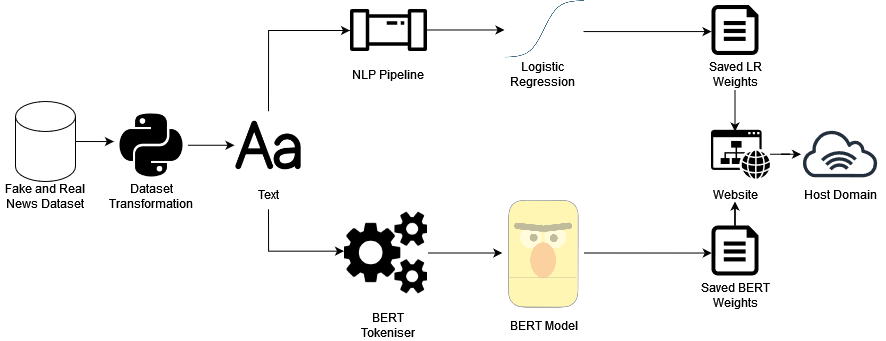 NLP Pipeline
Logistic
Regression
Saved LR
Weights
Fake and Real
News Dataset
Dataset
Transformation
Aa
Text
Website
Host Domain
BERT
Tokeniser
BERT Model
Saved BERT
Weights